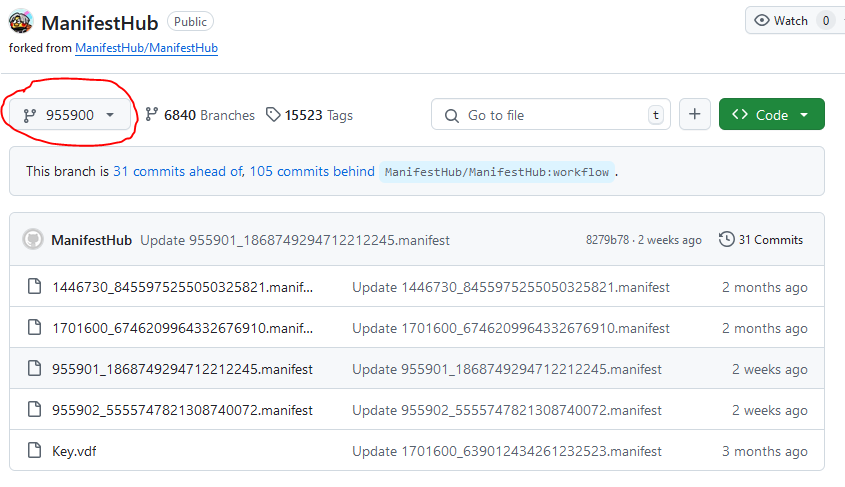 ManifestHub Public Watch 0
forked from ManifestHub/ManifestHub
955900 6840 Branches 15523 Tags Go to file t Code
This branch is 31 commits ahead of, 105 commits behind ManifestHub/ManifestHub:workflow.
ManifestHub Update 955901_1868749294712212245.manifest 8279b78 · 2 weeks ago 31 Commits
1446730_8455975255050325821.manif... Update 1446730_8455975255050325821.manifest 2 months ago
1701600_6746209964332676910.manif... Update 1701600_6746209964332676910.manifest 2 months ago
955901_1868749294712212245.manifest Update 955901_1868749294712212245.manifest 2 weeks ago
955902_5555747821308740072.manifest Update 955902_5555747821308740072.manifest 2 weeks ago
Key.vdf Update 1701600_639012434261232523.manifest 3 months ago